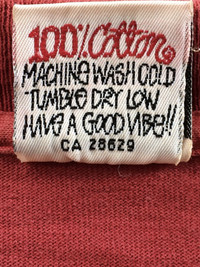 100% Cotton
MACHINE WASH COLD
TUMBLE DRY LOW
HAVE A GOOD VIBE!!
CA 28629